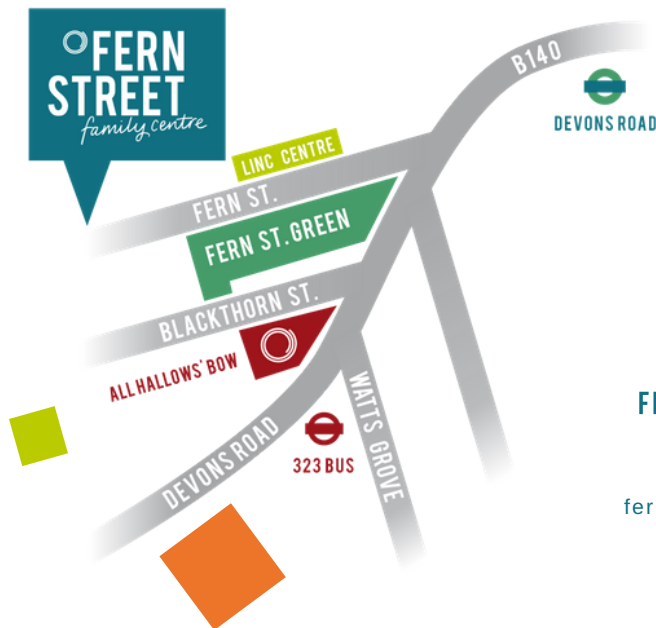 FERN
STREET
family centre
B140
DEVONS ROAD
LINC CENTRE
FERN ST.
FERN ST. GREEN
BLACKTHORN ST.
ALL HALLOWS' BOW
WATTS GROVE
323 BUS
DEVONS ROAD